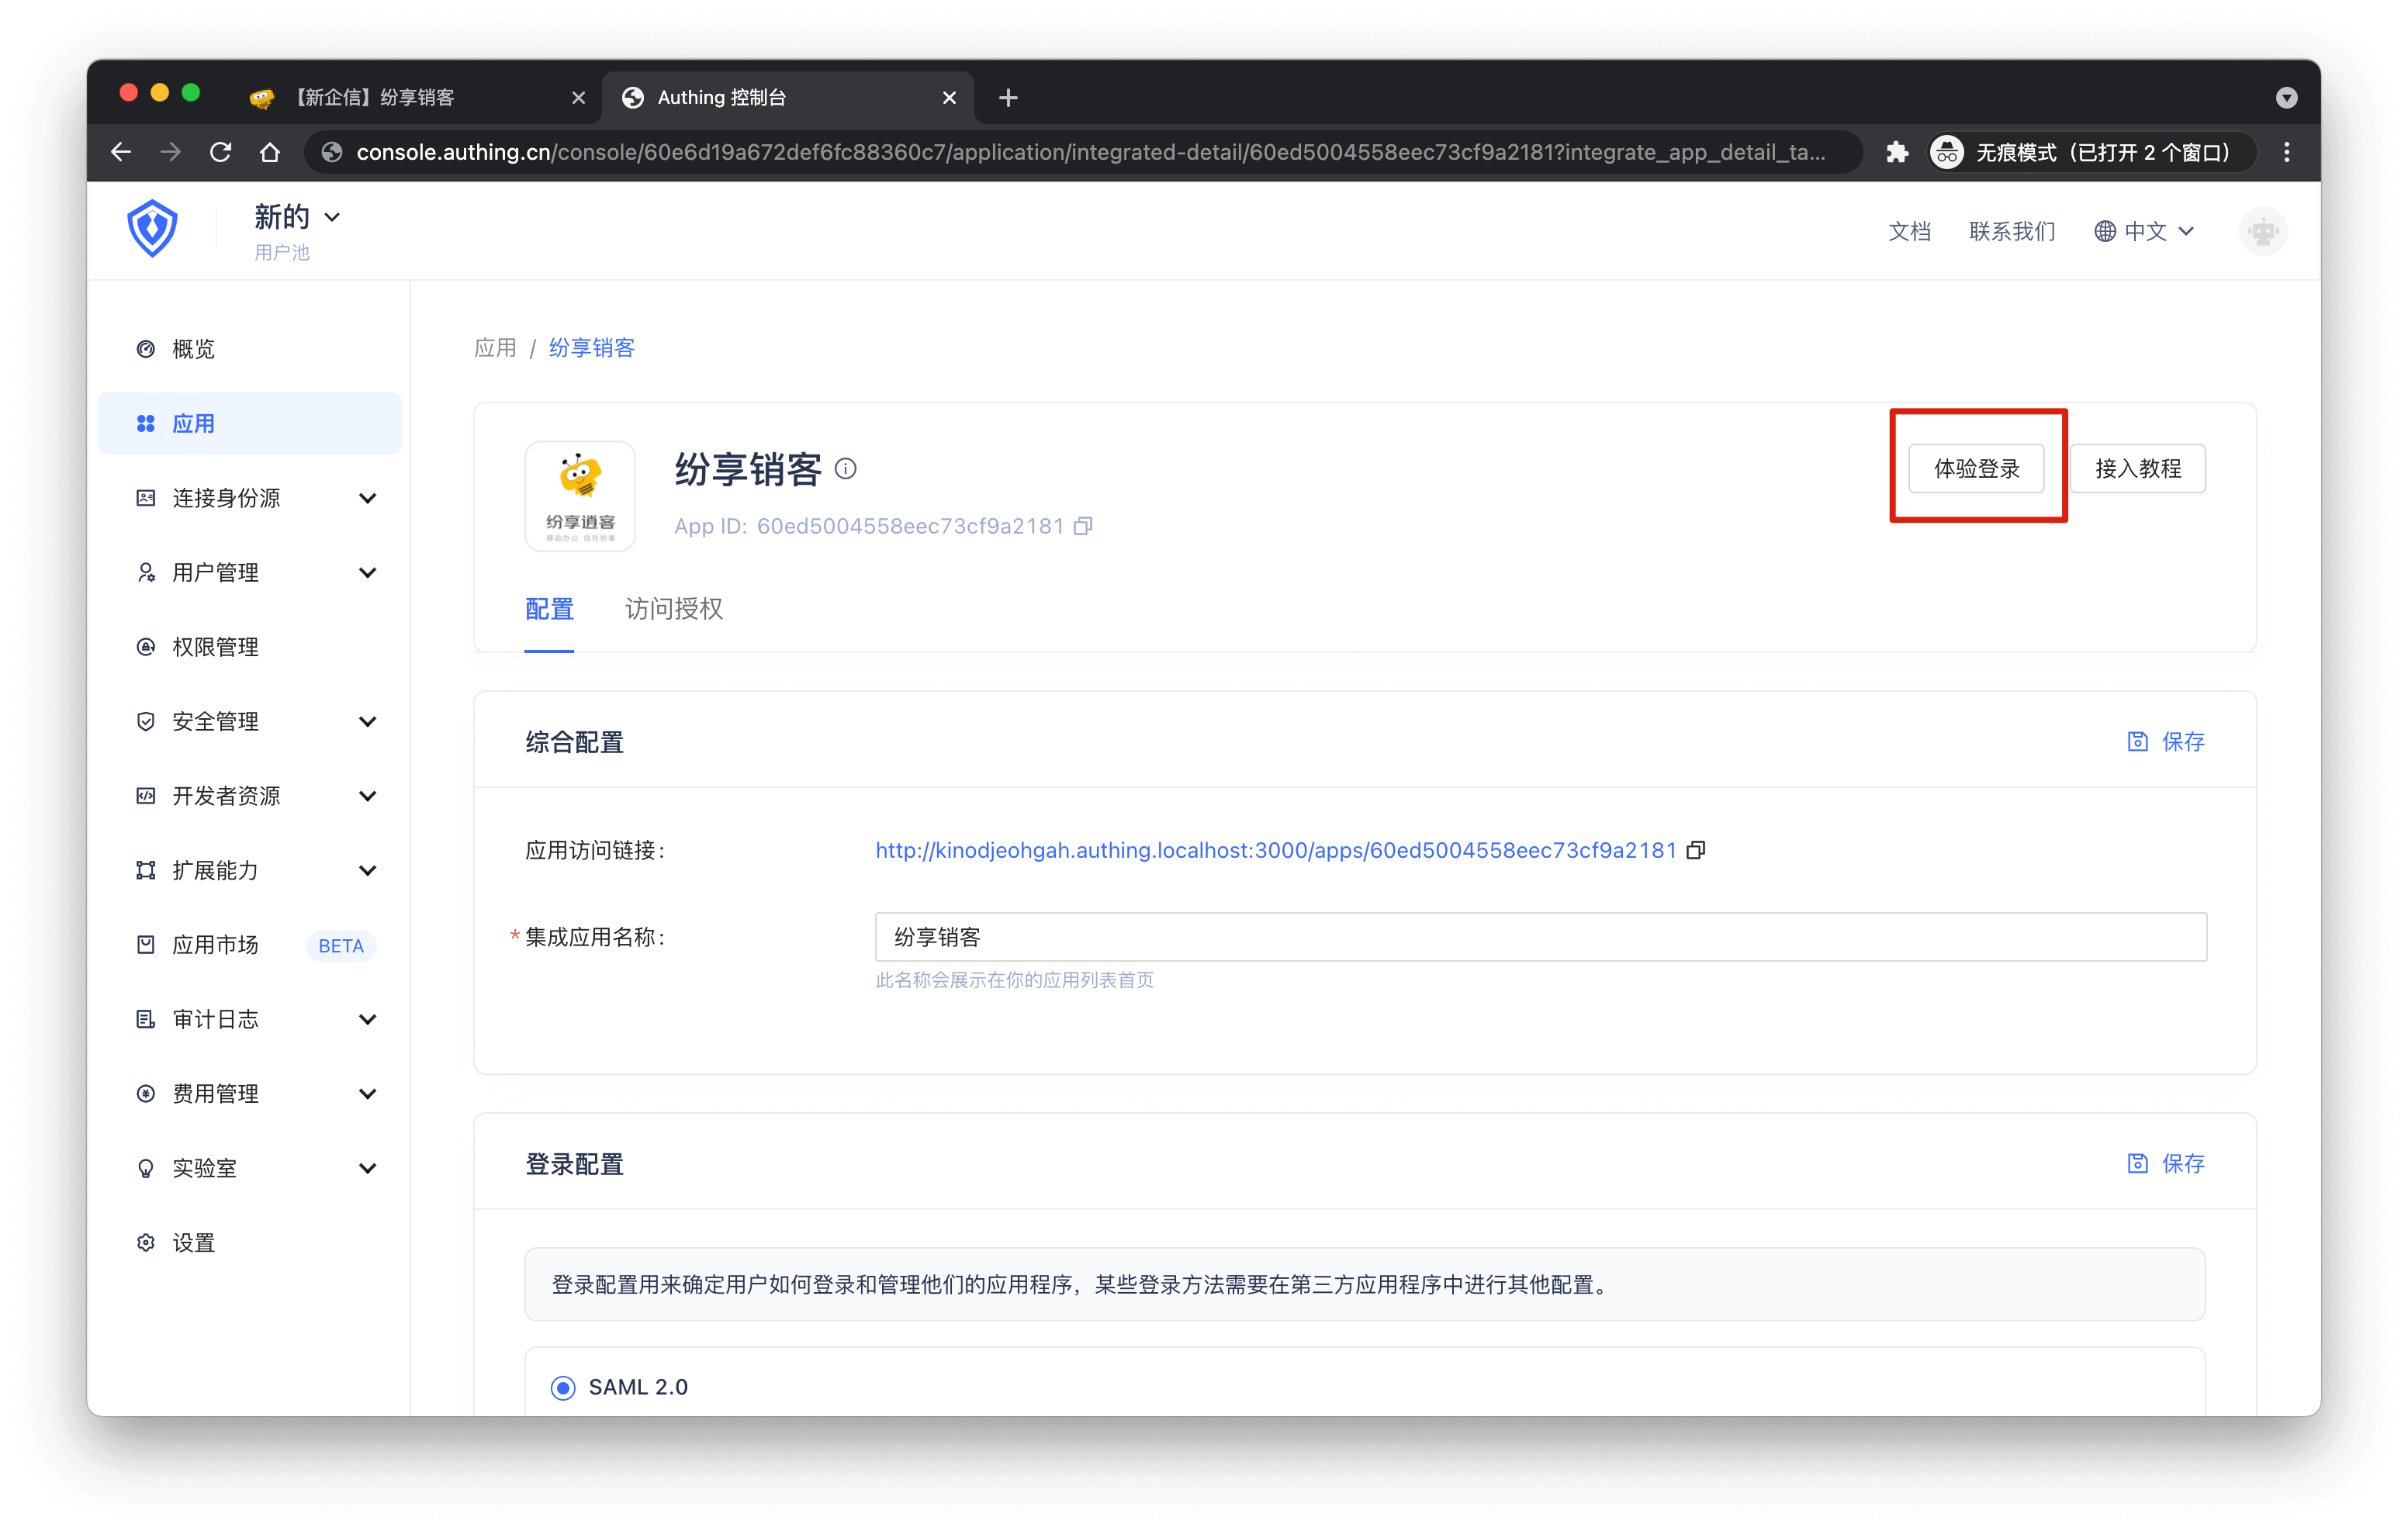 【新企信】纷享销客
Authing 控制台
console.authing.cn/console/60e6d19a672def6fc88360c7/application/integrated-detail/60ed5004558eec73cf9a2181?integrate_app_detail_ta...
无痕模式（已打开 2 个窗口）
新的
用户池
文档
联系我们
中文
概览
应用
连接身份源
用户管理
权限管理
安全管理
开发者资源
扩展能力
应用市场 BETA
审计日志
费用管理
实验室
设置
应用 / 纷享销客
纷享逍客
移动办公 自在纷享
纷享销客
App ID: 60ed5004558eec73cf9a2181
体验登录
接入教程
配置
访问授权
综合配置
保存
应用访问链接：
http://kinodjeohgah.authing.localhost:3000/apps/60ed5004558eec73cf9a2181
* 集成应用名称：
纷享销客
此名称会展示在你的应用列表首页
登录配置
保存
登录配置用来确定用户如何登录和管理他们的应用程序，某些登录方法需要在第三方应用程序中进行其他配置。
SAML 2.0